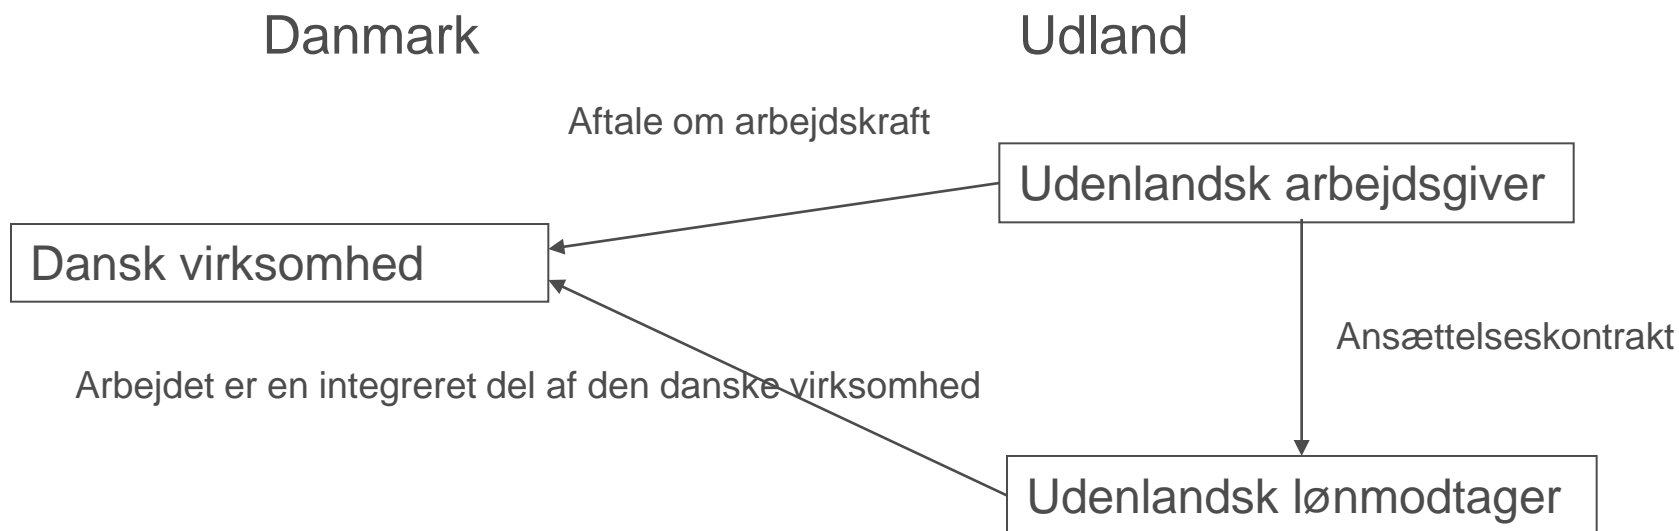 Danmark
Udland
Aftale om arbejdskraft
Udenlandsk arbejdsgiver
Dansk virksomhed
Ansættelseskontrakt
Arbejdet er en integreret del af den danske virksomhed
Udenlandsk lønmodtager